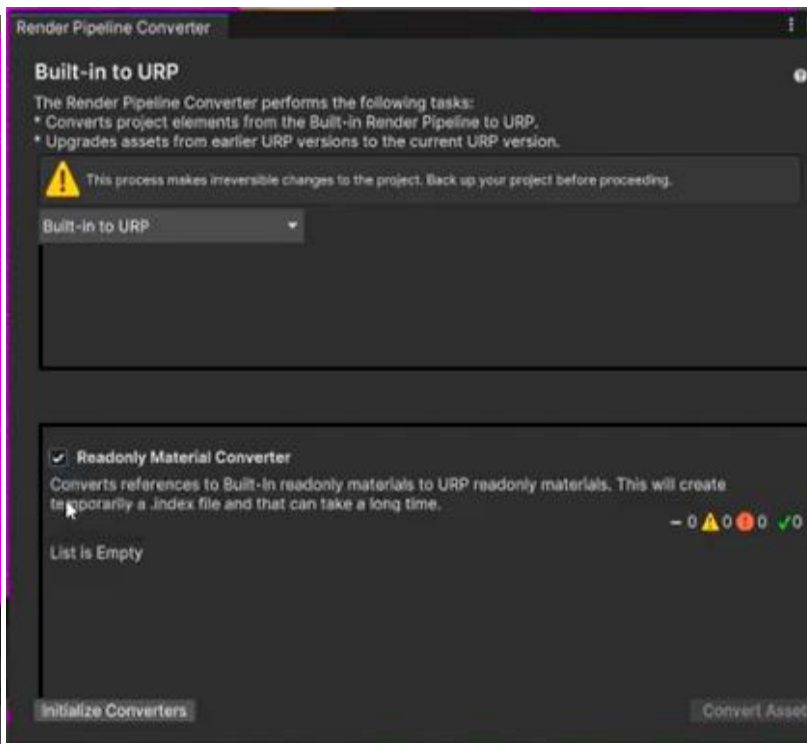 Render Pipeline Converter
Built-in to URP
The Render Pipeline Converter performs the following tasks:
* Converts project elements from the Built-in Render Pipeline to URP.
* Upgrades assets from earlier URP versions to the current URP version.
This process makes irreversible changes to the project. Back up your project before proceeding.
Built-in to URP
Readonly Material Converter
Converts references to Built-In readonly materials to URP readonly materials. This will create
temporarily a .index file and that can take a long time.
0 0 0 0
List is Empty
Initialize Converters
Convert Asset